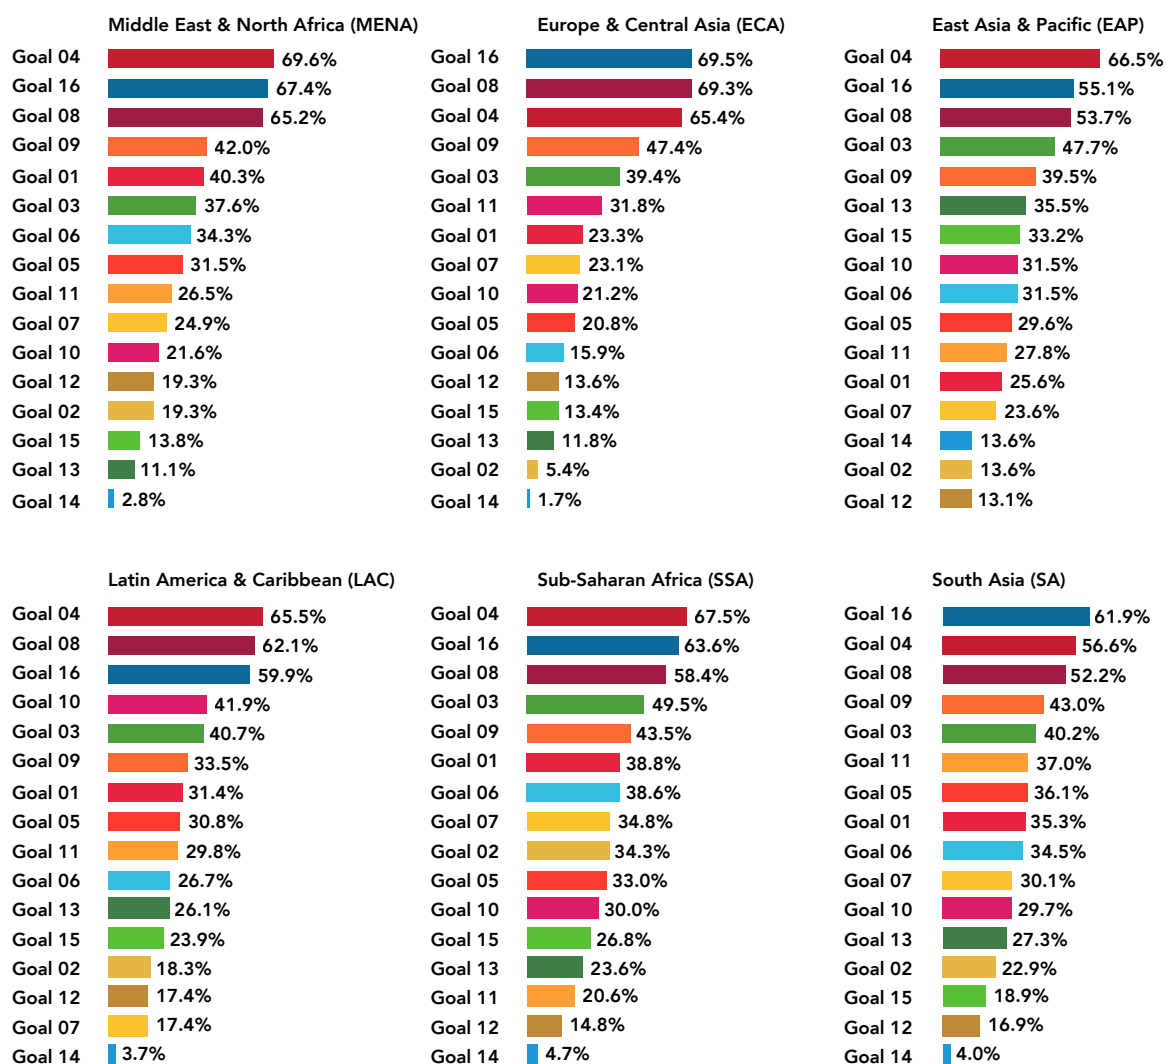 Middle East & North Africa (MENA)
Goal 04 69.6%
Goal 16 67.4%
Goal 08 65.2%
Goal 09 42.0%
Goal 01 40.3%
Goal 03 37.6%
Goal 06 34.3%
Goal 05 31.5%
Goal 11 26.5%
Goal 07 24.9%
Goal 10 21.6%
Goal 12 19.3%
Goal 02 19.3%
Goal 15 13.8%
Goal 13 11.1%
Goal 14 2.8%
Europe & Central Asia (ECA)
Goal 16 69.5%
Goal 08 69.3%
Goal 04 65.4%
Goal 09 47.4%
Goal 03 39.4%
Goal 11 31.8%
Goal 01 23.3%
Goal 07 23.1%
Goal 10 21.2%
Goal 05 20.8%
Goal 06 15.9%
Goal 12 13.6%
Goal 15 13.4%
Goal 13 11.8%
Goal 02 5.4%
Goal 14 1.7%
East Asia & Pacific (EAP)
Goal 04 66.5%
Goal 16 55.1%
Goal 08 53.7%
Goal 03 47.7%
Goal 09 39.5%
Goal 13 35.5%
Goal 15 33.2%
Goal 10 31.5%
Goal 06 31.5%
Goal 05 29.6%
Goal 11 27.8%
Goal 01 25.6%
Goal 07 23.6%
Goal 14 13.6%
Goal 02 13.6%
Goal 12 13.1%
Latin America & Caribbean (LAC)
Goal 04 65.5%
Goal 08 62.1%
Goal 16 59.9%
Goal 10 41.9%
Goal 03 40.7%
Goal 09 33.5%
Goal 01 31.4%
Goal 05 30.8%
Goal 11 29.8%
Goal 06 26.7%
Goal 13 26.1%
Goal 15 23.9%
Goal 02 18.3%
Goal 12 17.4%
Goal 07 17.4%
Goal 14 3.7%
Sub-Saharan Africa (SSA)
Goal 04 67.5%
Goal 16 63.6%
Goal 08 58.4%
Goal 03 49.5%
Goal 09 43.5%
Goal 01 38.8%
Goal 06 38.6%
Goal 07 34.8%
Goal 02 34.3%
Goal 05 33.0%
Goal 10 30.0%
Goal 15 26.8%
Goal 13 23.6%
Goal 11 20.6%
Goal 12 14.8%
Goal 14 4.7%
South Asia (SA)
Goal 16 61.9%
Goal 04 56.6%
Goal 08 52.2%
Goal 09 43.0%
Goal 03 40.2%
Goal 11 37.0%
Goal 05 36.1%
Goal 01 35.3%
Goal 06 34.5%
Goal 07 30.1%
Goal 10 29.7%
Goal 13 27.3%
Goal 02 22.9%
Goal 15 18.9%
Goal 12 16.9%
Goal 14 4.0%